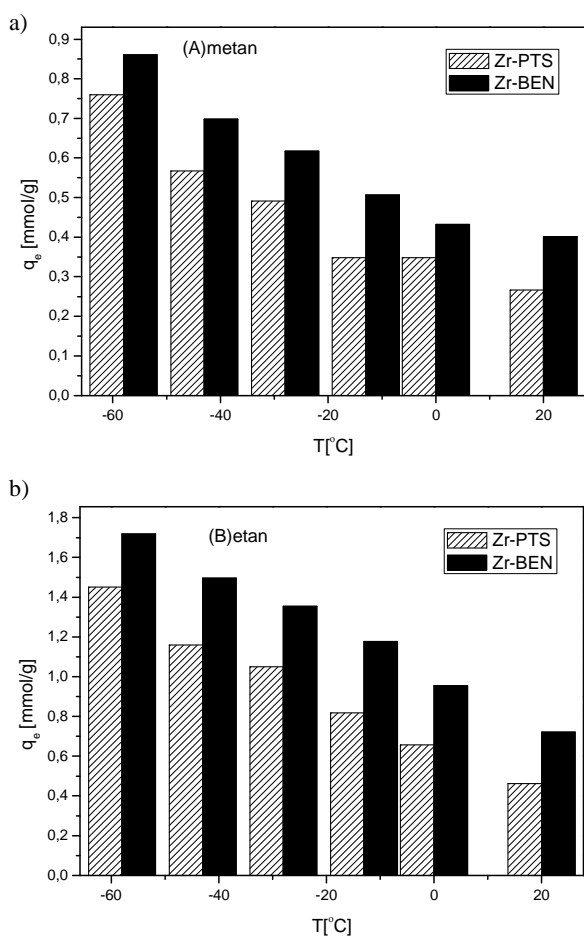 a)
(A)metan
Zr-PTS
Zr-BEN
0,9
0,8
0,7
0,6
0,5
0,4
0,3
0,2
0,1
0,0
qe [mmol/g]
-60 -40 -20 0 20
T[°C]
b)
(B)etan
Zr-PTS
Zr-BEN
1,8
1,6
1,4
1,2
1,0
0,8
0,6
0,4
0,2
0,0
qe [mmol/g]
-60 -40 -20 0 20
T[°C]